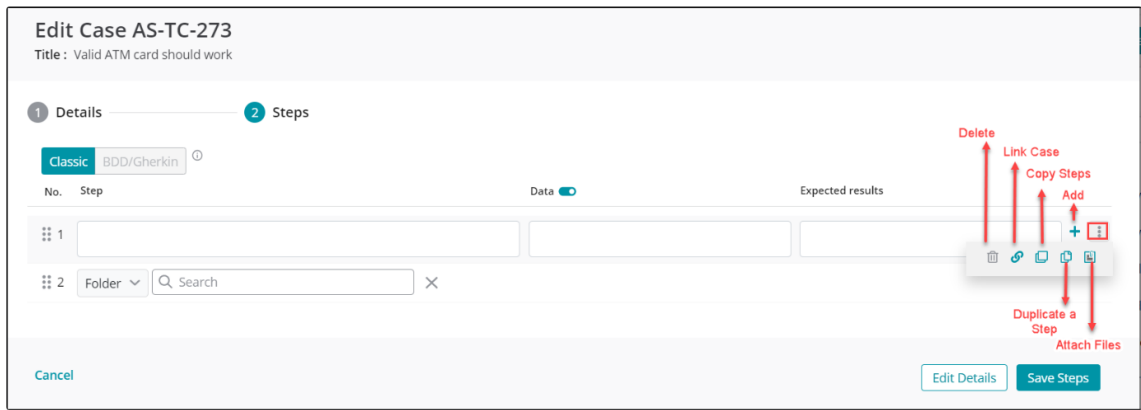 Edit Case AS-TC-273
Title : Valid ATM card should work
1 Details 2 Steps
Delete
Link Case
Classic BDD/Gherkin
Copy Steps
No. Step Data Expected results Add
1
2 Folder Search
Duplicate a
Step
Attach Files
Cancel Edit Details Save Steps